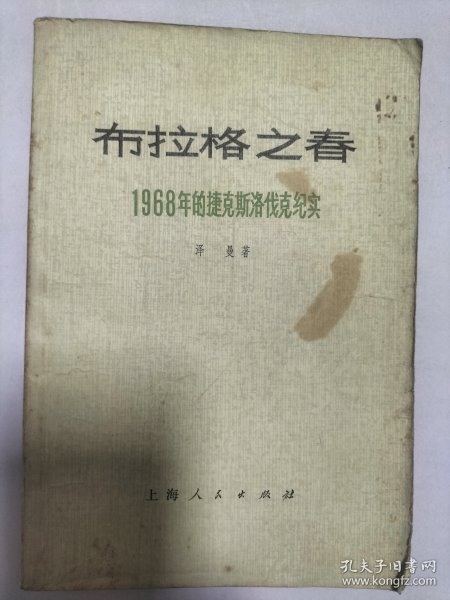 布拉格之春
1968年的捷克斯洛伐克纪实
泽 曼 著
上海人民出版社
孔夫子旧书网
www.kongfz.com